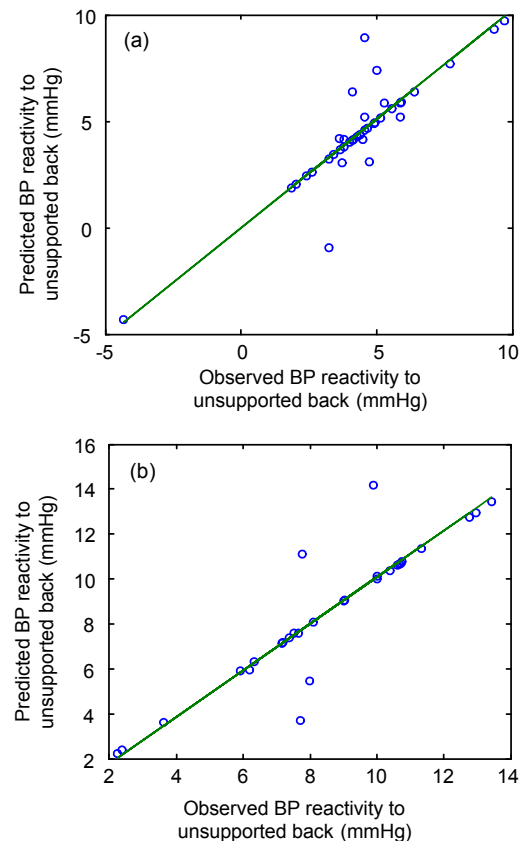 10
(a)
5
0
-5
-5
0
5
10
Predicted BP reactivity to
unsupported back (mmHg)
Observed BP reactivity to
unsupported back (mmHg)
16
(b)
14
12
10
8
6
4
2
2
4
6
8
10
12
14
Predicted BP reactivity to
unsupported back (mmHg)
Observed BP reactivity to
unsupported back (mmHg)